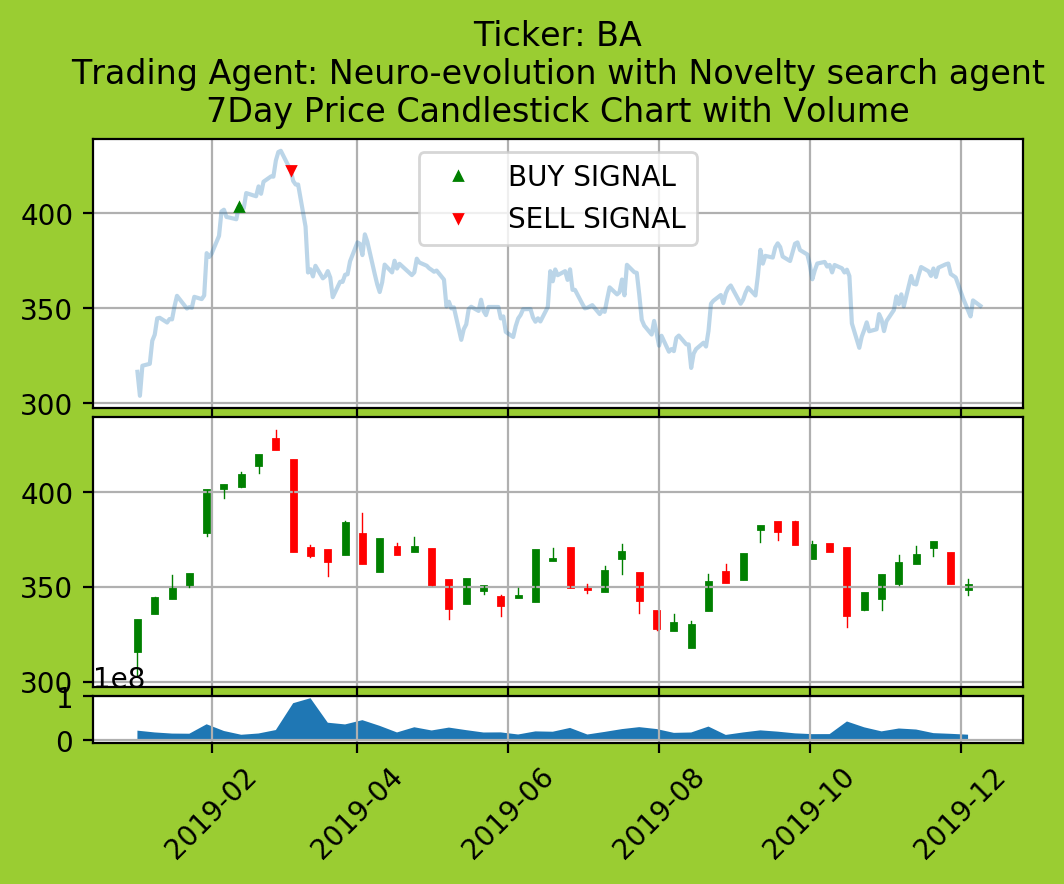 Ticker: BA
Trading Agent: Neuro-evolution with Novelty search agent
7Day Price Candlestick Chart with Volume
BUY SIGNAL
SELL SIGNAL
400
350
300
400
350
300
1e8
1
0
2019-02
2019-04
2019-06
2019-08
2019-10
2019-12